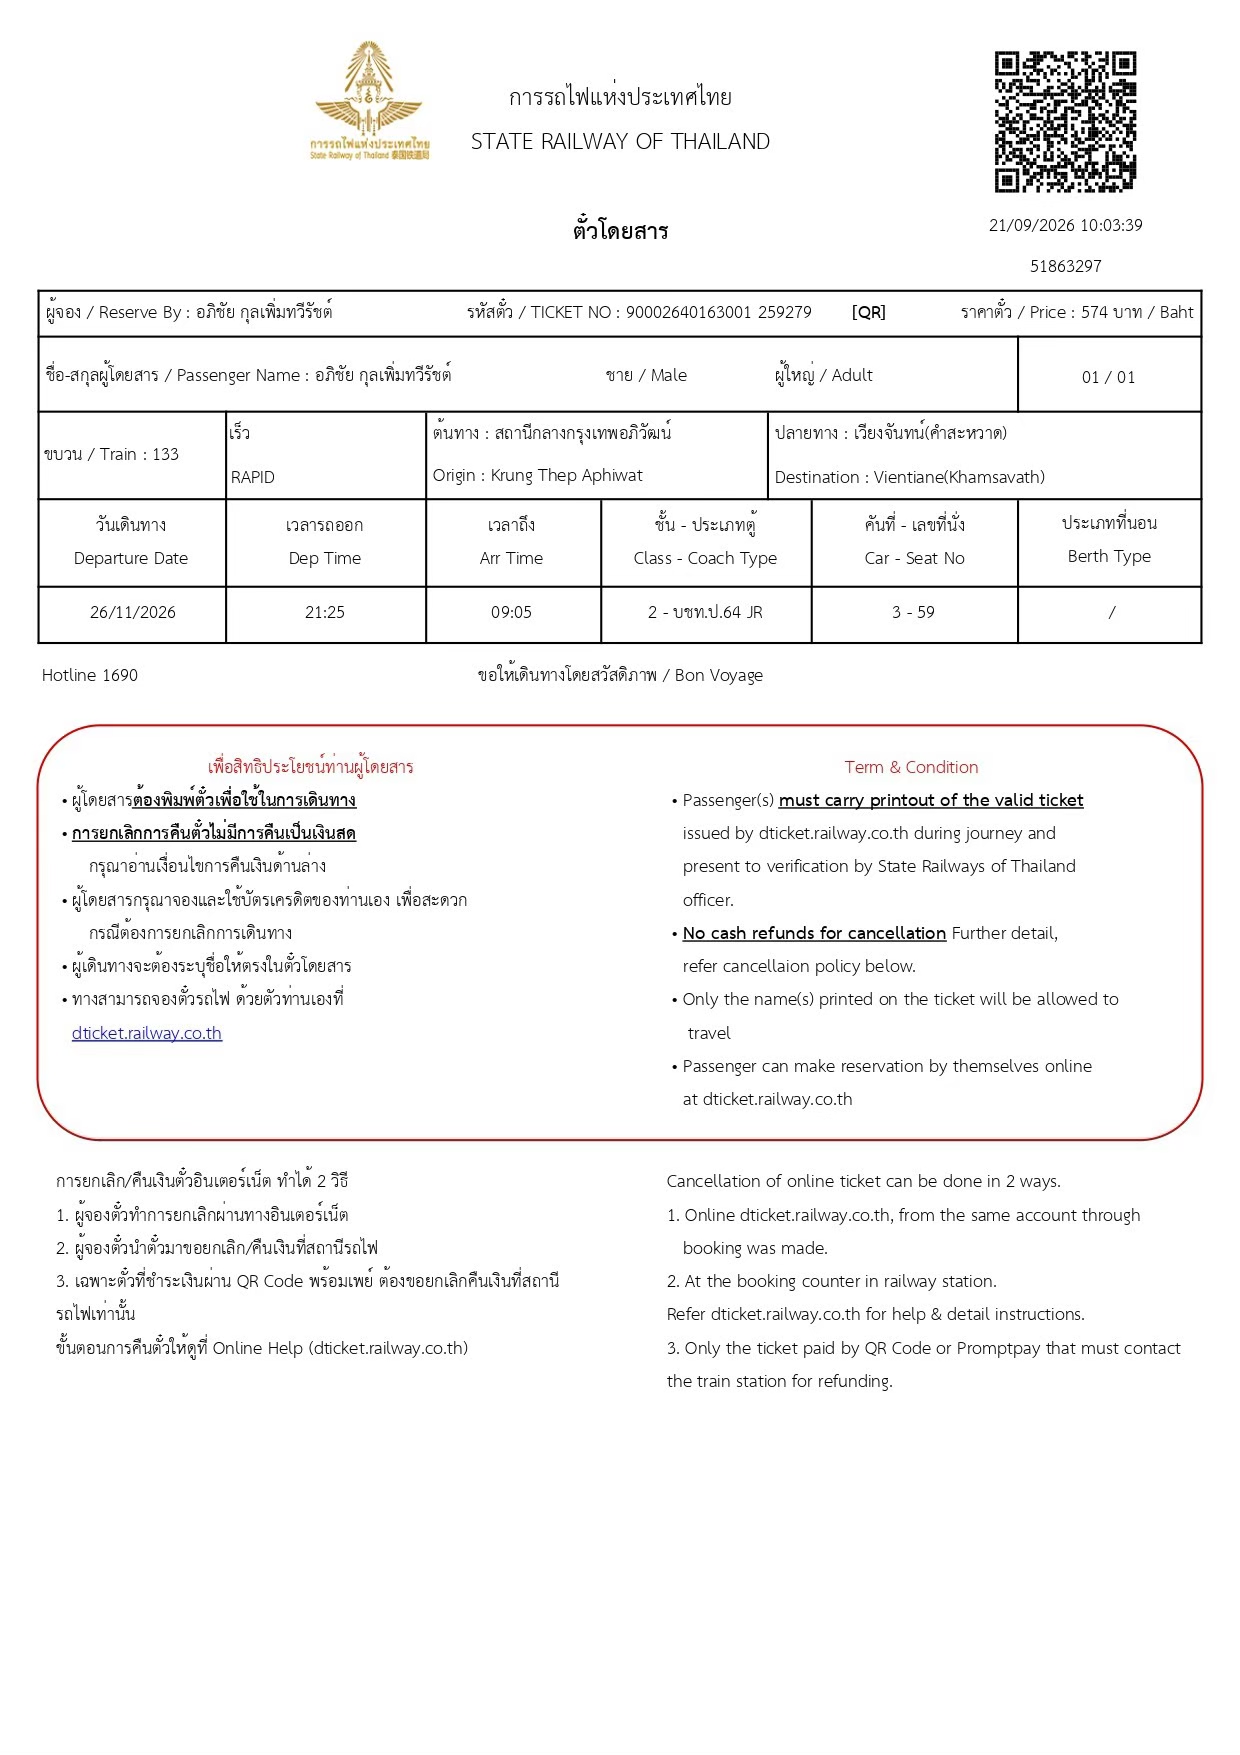 การรถไฟแห่งประเทศไทย
State Railway of Thailand 泰国铁道局
การรถไฟแห่งประเทศไทย
STATE RAILWAY OF THAILAND
ตั๋วโดยสาร
21/09/2026 10:03:39
51863297
ผู้จอง / Reserve By : อภิชัย กุลเพิ่มทวีรัชต์ รหัสตั๋ว / TICKET NO : 90002640163001 259279 [QR] ราคาตั๋ว / Price : 574 บาท / Baht
ชื่อ-สกุลผู้โดยสาร / Passenger Name : อภิชัย กุลเพิ่มทวีรัชต์ ชาย / Male ผู้ใหญ่ / Adult 01 / 01
ขบวน / Train : 133
เร็ว
RAPID
ต้นทาง : สถานีกลางกรุงเทพอภิวัฒน์
Origin : Krung Thep Aphiwat
ปลายทาง : เวียงจันทน์(คำสะหวาด)
Destination : Vientiane(Khamsavath)
วันเดินทาง เวลารถออก เวลาถึง ชั้น - ประเภทตู้ คันที่ - เลขที่นั่ง ประเภทที่นอน
Departure Date Dep Time Arr Time Class - Coach Type Car - Seat No Berth Type
26/11/2026 21:25 09:05 2 - บชท.ป.64 JR 3 - 59 /
Hotline 1690 ขอให้เดินทางโดยสวัสดิภาพ / Bon Voyage
เพื่อสิทธิประโยชน์ท่านผู้โดยสาร
• ผู้โดยสารต้องพิมพ์ตั๋วเพื่อใช้ในการเดินทาง
• การยกเลิกการคืนตั๋วไม่มีการคืนเป็นเงินสด
กรุณาอ่านเงื่อนไขการคืนเงินด้านล่าง
• ผู้โดยสารกรุณาจองและใช้บัตรเครดิตของท่านเอง เพื่อสะดวก
กรณีต้องการยกเลิกการเดินทาง
• ผู้เดินทางจะต้องระบุชื่อให้ตรงในตั๋วโดยสาร
• ทางสามารถจองตั๋วรถไฟ ด้วยตัวท่านเองที่
dticket.railway.co.th
Term & Condition
• Passenger(s) must carry printout of the valid ticket
issued by dticket.railway.co.th during journey and
present to verification by State Railways of Thailand
officer.
• No cash refunds for cancellation Further detail,
refer cancellaion policy below.
• Only the name(s) printed on the ticket will be allowed to
travel
• Passenger can make reservation by themselves online
at dticket.railway.co.th
การยกเลิก/คืนเงินตั๋วอินเตอร์เน็ต ทำได้ 2 วิธี
1. ผู้จองตั๋วทำการยกเลิกผ่านทางอินเตอร์เน็ต
2. ผู้จองตั๋วนำตั๋วมาขอยกเลิก/คืนเงินที่สถานีรถไฟ
3. เฉพาะตั๋วที่ชำระเงินผ่าน QR Code พร้อมเพย์ ต้องขอยกเลิกคืนเงินที่สถานี
รถไฟเท่านั้น
ขั้นตอนการคืนตั๋วให้ดูที่ Online Help (dticket.railway.co.th)
Cancellation of online ticket can be done in 2 ways.
1. Online dticket.railway.co.th, from the same account through
booking was made.
2. At the booking counter in railway station.
Refer dticket.railway.co.th for help & detail instructions.
3. Only the ticket paid by QR Code or Promptpay that must contact
the train station for refunding.